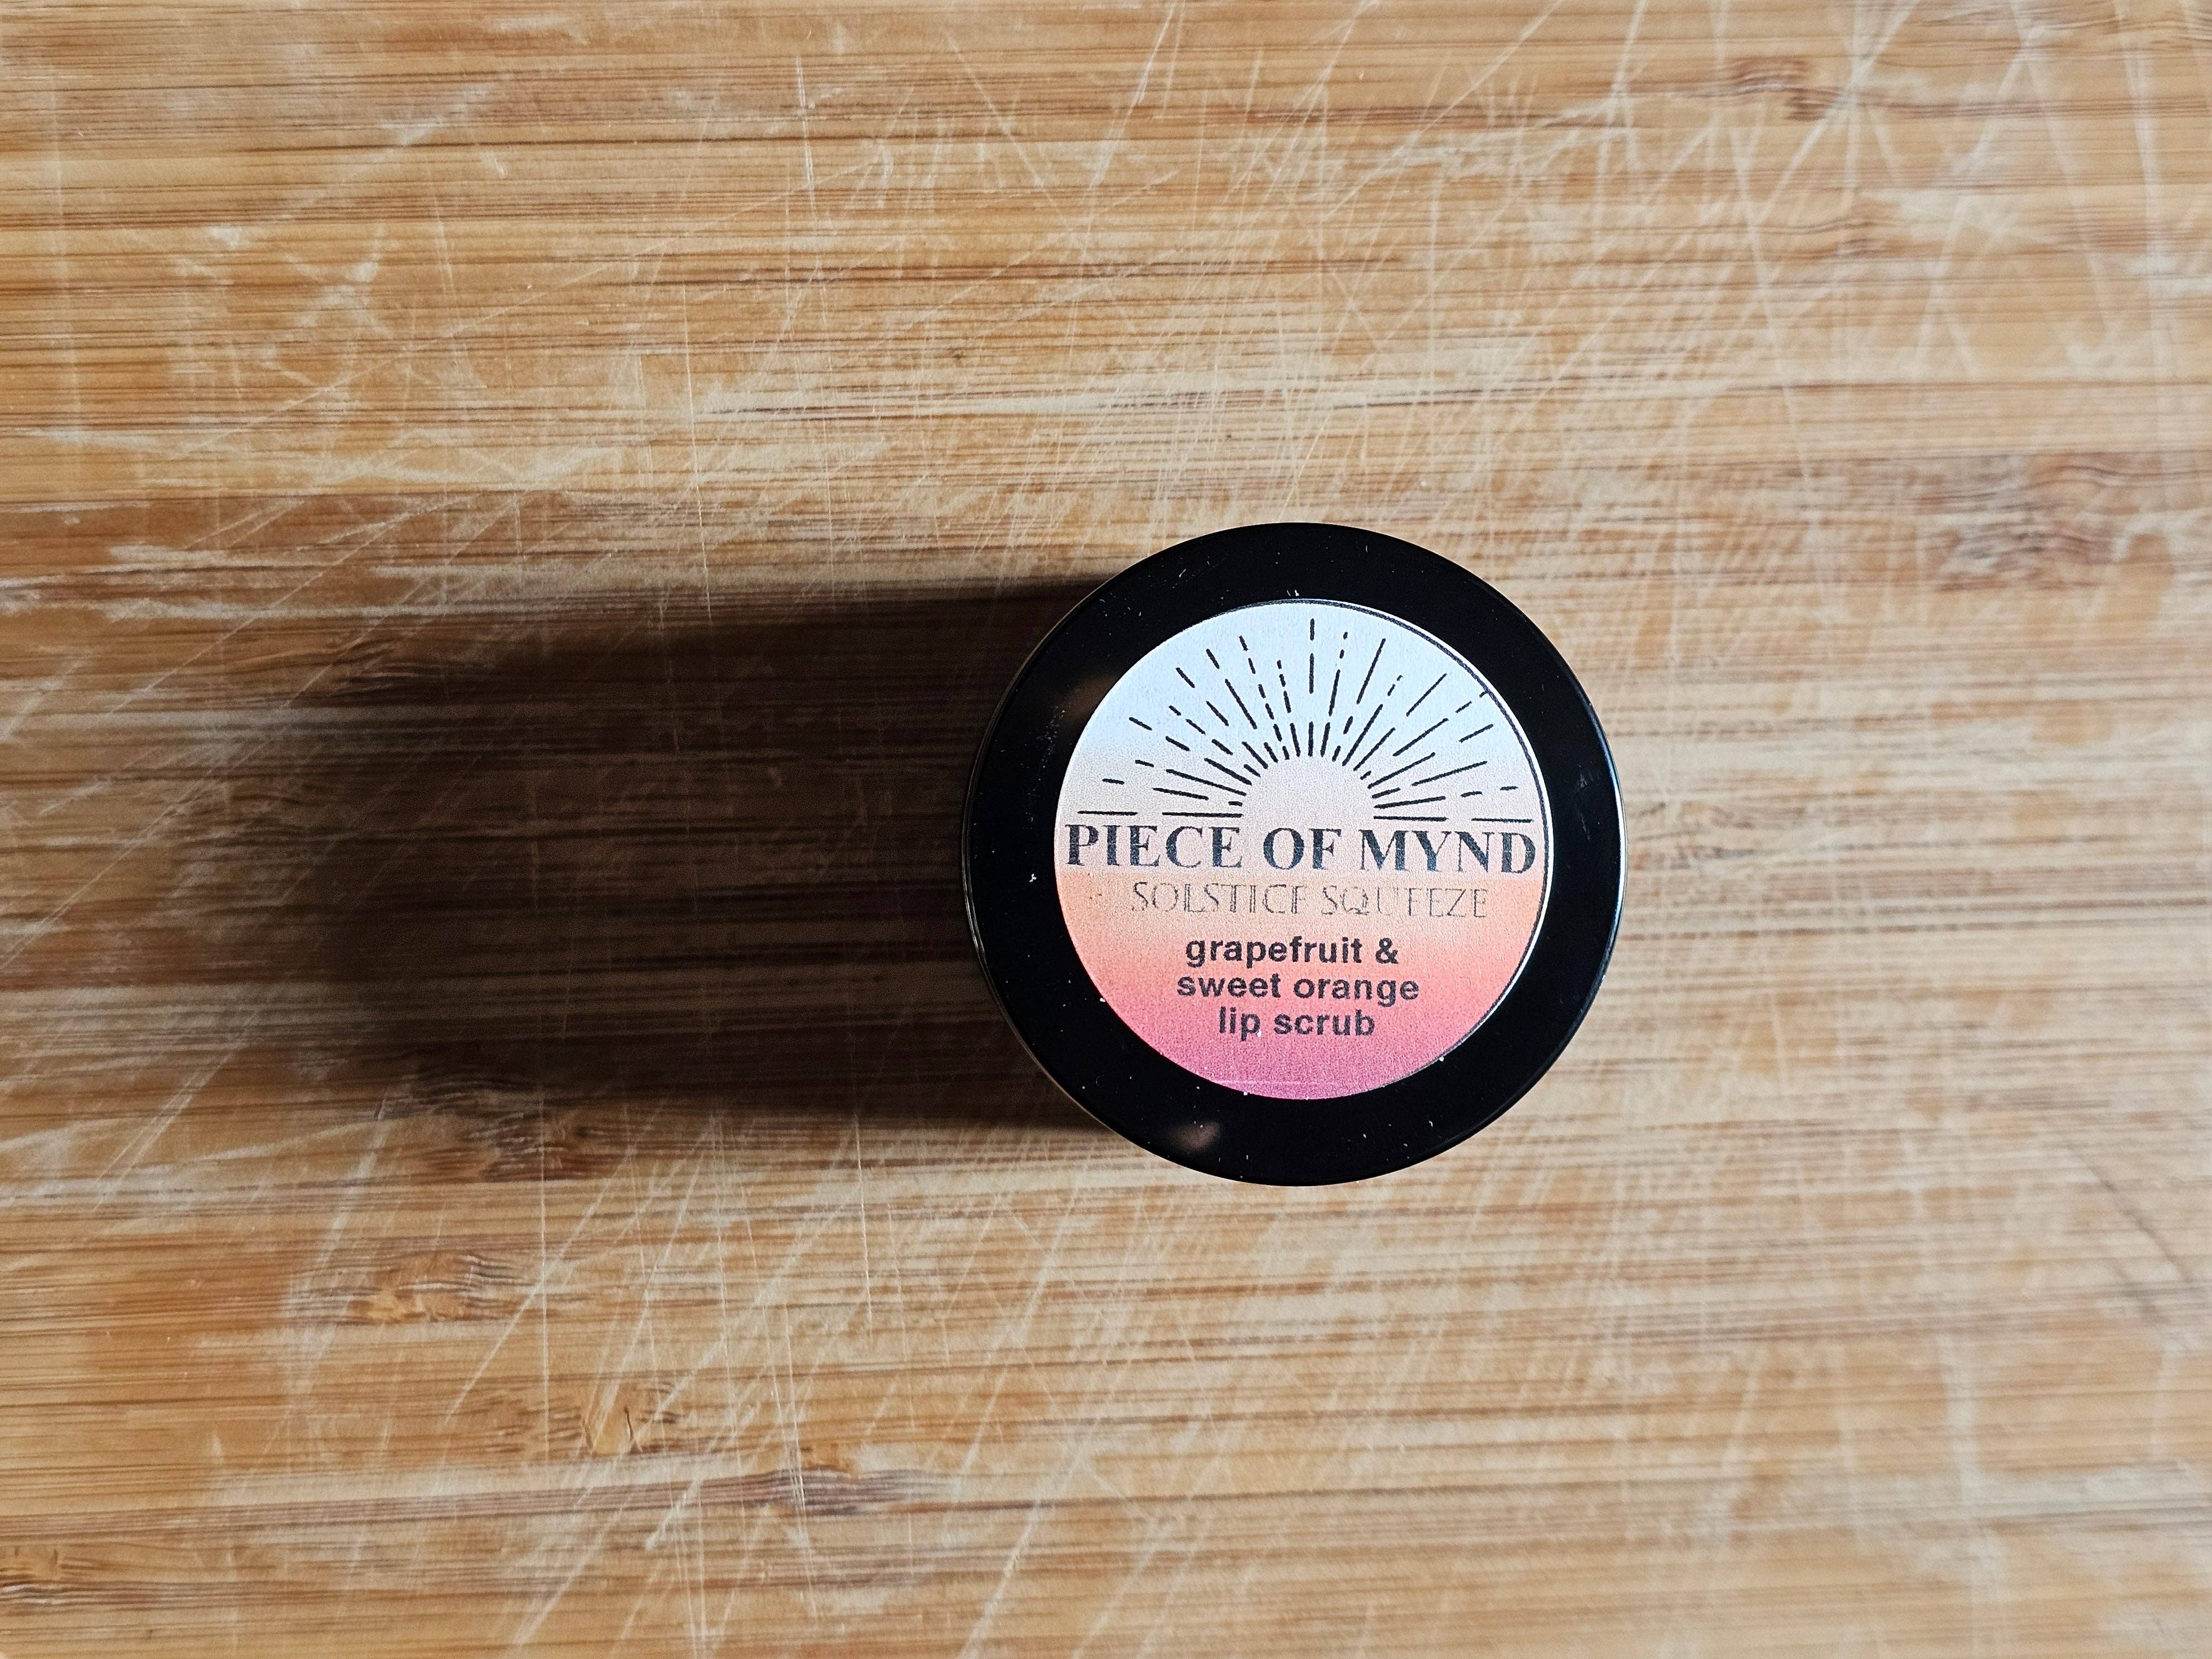 PIECE OF MYND
SOLSTICE SQUEEZE
grapefruit &
sweet orange
lip scrub